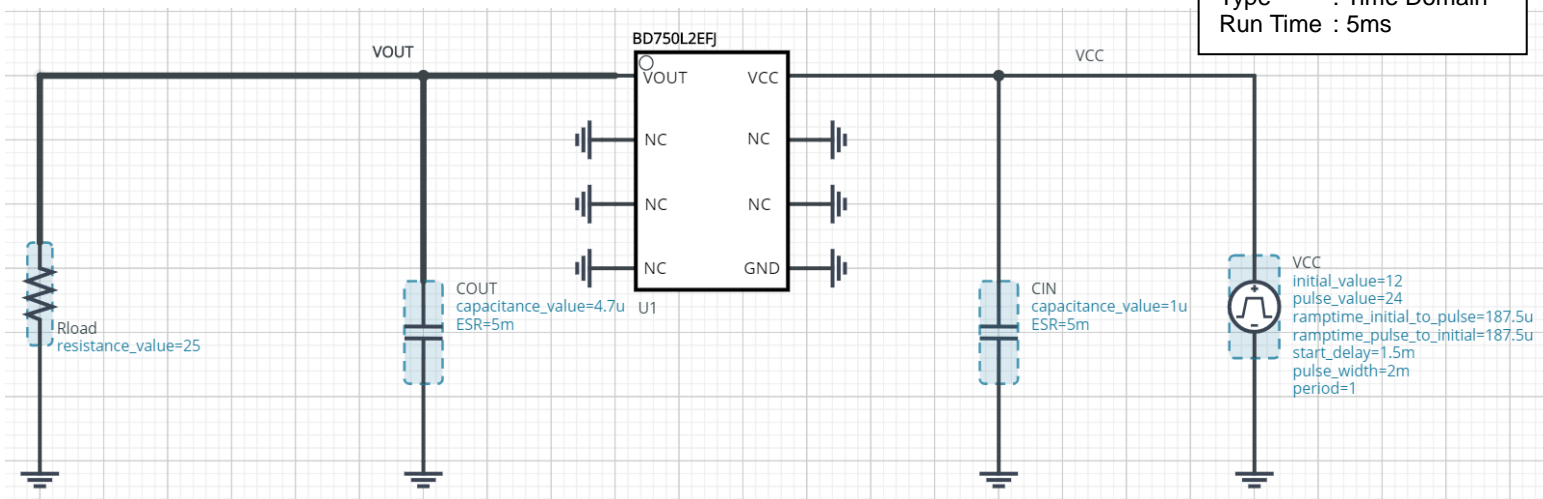 Type : Time Domain
Run Time : 5ms
BD750L2EFJ
VOUT
VCC
VOUT
VCC
NC
NC
NC
NC
NC
GND
U1
Rload
resistance_value=25
COUT
capacitance_value=4.7u
ESR=5m
CIN
capacitance_value=1u
ESR=5m
VCC
initial_value=12
pulse_value=24
ramptime_initial_to_pulse=187.5u
ramptime_pulse_to_initial=187.5u
start_delay=1.5m
pulse_width=2m
period=1